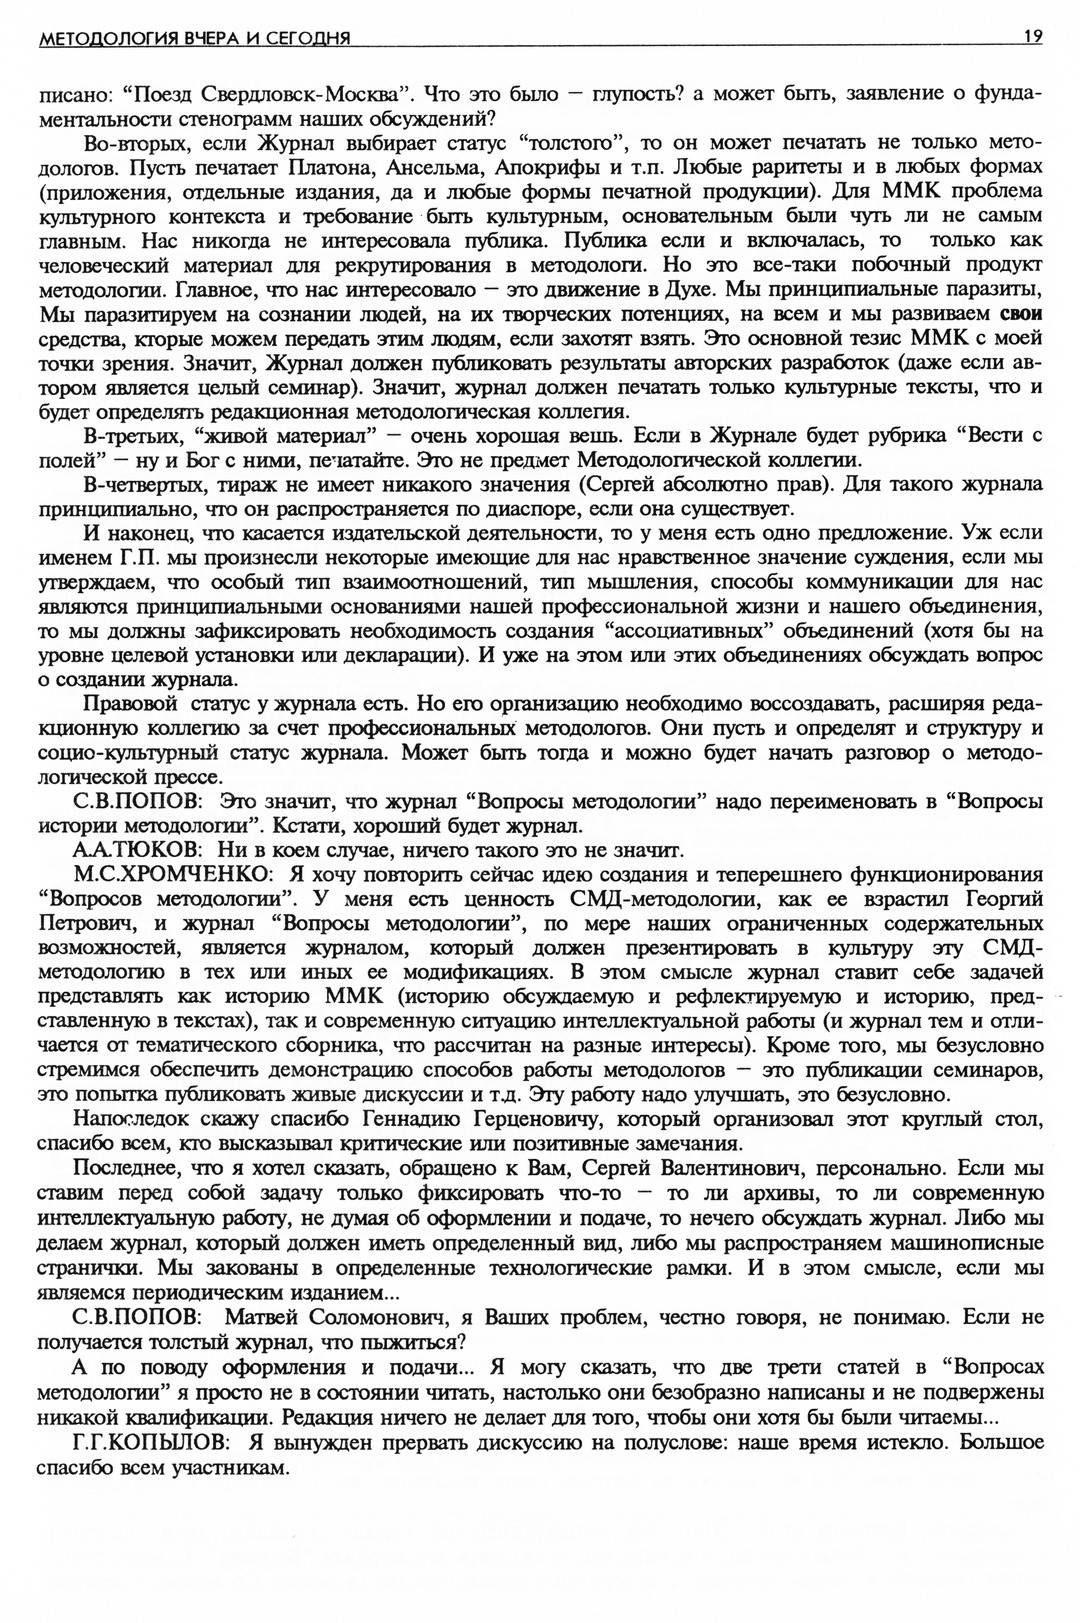 МЕТОДОЛОГИЯ ВЧЕРА И СЕГОДНЯ 19
писано: “Поезд Свердловск-Москва”. Что это было — глупость? а может быть, заявление о фунда-
ментальности стенограмм наших обсуждений?
Во-вторых, если Журнал выбирает статус “толстого”, то он может печатать не только мето-
дологов. Пусть печатает Платона, Ансельма, Апокрифы и т.п. Любые раритеты и в любых формах
(приложения, отдельные издания, да и любые формы печатной продукции). Для ММК проблема
культурного контекста и требование быть культурным, основательным были чуть ли не самым
главным. Нас никогда не интересовала публика. Публика если и включалась, то только как
человеческий материал для рекрутирования в методологи. Но это все-таки побочный продукт
методологии. Главное, что нас интересовало — это движение в Духе. Мы принципиальные паразиты,
Мы паразитируем на сознании людей, на их творческих потенциях, на всем и мы развиваем свои
средства, кторые можем передать этим людям, если захотят взять. Это основной тезис ММК с моей
точки зрения. Значит, Журнал должен публиковать результаты авторских разработок (даже если ав-
тором является целый семинар). Значит, журнал должен печатать только культурные тексты, что и
будет определять редакционная методологическая коллегия.
В-третьих, “живой материал” — очень хорошая вешь. Если в Журнале будет рубрика “Вести с
полей” — ну и Бог с ними, печатайте. Это не предмет Методологической коллегии.
В-четвертых, тираж не имеет никакого значения (Сергей абсолютно прав). Для такого журнала
принципиально, что он распространяется по диаспоре, если она существует.
И наконец, что касается издательской деятельности, то у меня есть одно предложение. Уж если
именем Г.П. мы произнесли некоторые имеющие для нас нравственное значение суждения, если мы
утверждаем, что особый тип взаимоотношений, тип мышления, способы коммуникации для нас
являются принципиальными основаниями нашей профессиональной жизни и нашего объединения,
то мы должны зафиксировать необходимость создания “ассоциативных” объединений (хотя бы на
уровне целевой установки или декларации). И уже на этом или этих объединениях обсуждать вопрос
о создании журнала.
Правовой статус у журнала есть. Но его организацию необходимо воссоздавать, расширяя реда-
кционную коллегию за счет профессиональных методологов. Они пусть и определят и структуру и
социо-культурный статус журнала. Может быть тогда и можно будет начать разговор о методо-
логической прессе.
С.В.ПОПОВ: Это значит, что журнал “Вопросы методологии” надо переименовать в “Вопросы
истории методологии”. Кстати, хороший будет журнал.
А.А.ТЮКОВ: Ни в коем случае, ничего такого это не значит.
М.С.ХРОМЧЕНКО: Я хочу повторить сейчас идею создания и теперешнего функционирования
“Вопросов методологии”. У меня есть ценность СМД-методологии, как ее взрастил Георгий
Петрович, и журнал “Вопросы методологии”, по мере наших ограниченных содержательных
возможностей, является журналом, который должен презентировать в культуру эту СМД-
методологию в тех или иных ее модификациях. В этом смысле журнал ставит себе задачей
представлять как историю ММК (историю обсуждаемую и рефлектируемую и историю, пред-
ставленную в текстах), так и современную ситуацию интеллектуальной работы (и журнал тем и отли-
чается от тематического сборника, что рассчитан на разные интересы). Кроме того, мы безусловно
стремимся обеспечить демонстрацию способов работы методологов — это публикации семинаров,
это попытка публиковать живые дискуссии и т.д. Эту работу надо улучшать, это безусловно.
Напоследок скажу спасибо Геннадию Герценовичу, который организовал этот круглый стол,
спасибо всем, кто высказывал критические или позитивные замечания.
Последнее, что я хотел сказать, обращено к Вам, Сергей Валентинович, персонально. Если мы
ставим перед собой задачу только фиксировать что-то — то ли архивы, то ли современную
интеллектуальную работу, не думая об оформлении и подаче, то нечего обсуждать журнал. Либо мы
делаем журнал, который должен иметь определенный вид, либо мы распространяем машинописные
странички. Мы закованы в определенные технологические рамки. И в этом смысле, если мы
являемся периодическим изданием...
С.В.ПОПОВ: Матвей Соломонович, я Ваших проблем, честно говоря, не понимаю. Если не
получается толстый журнал, что пыжиться?
А по поводу оформления и подачи... Я могу сказать, что две трети статей в “Вопросах
методологии” я просто не в состоянии читать, настолько они безобразно написаны и не подвержены
никакой квалификации. Редакция ничего не делает для того, чтобы они хотя бы были читаемы...
Г.Г.КОПЫЛОВ: Я вынужден прервать дискуссию на полуслове: наше время истекло. Большое
спасибо всем участникам.